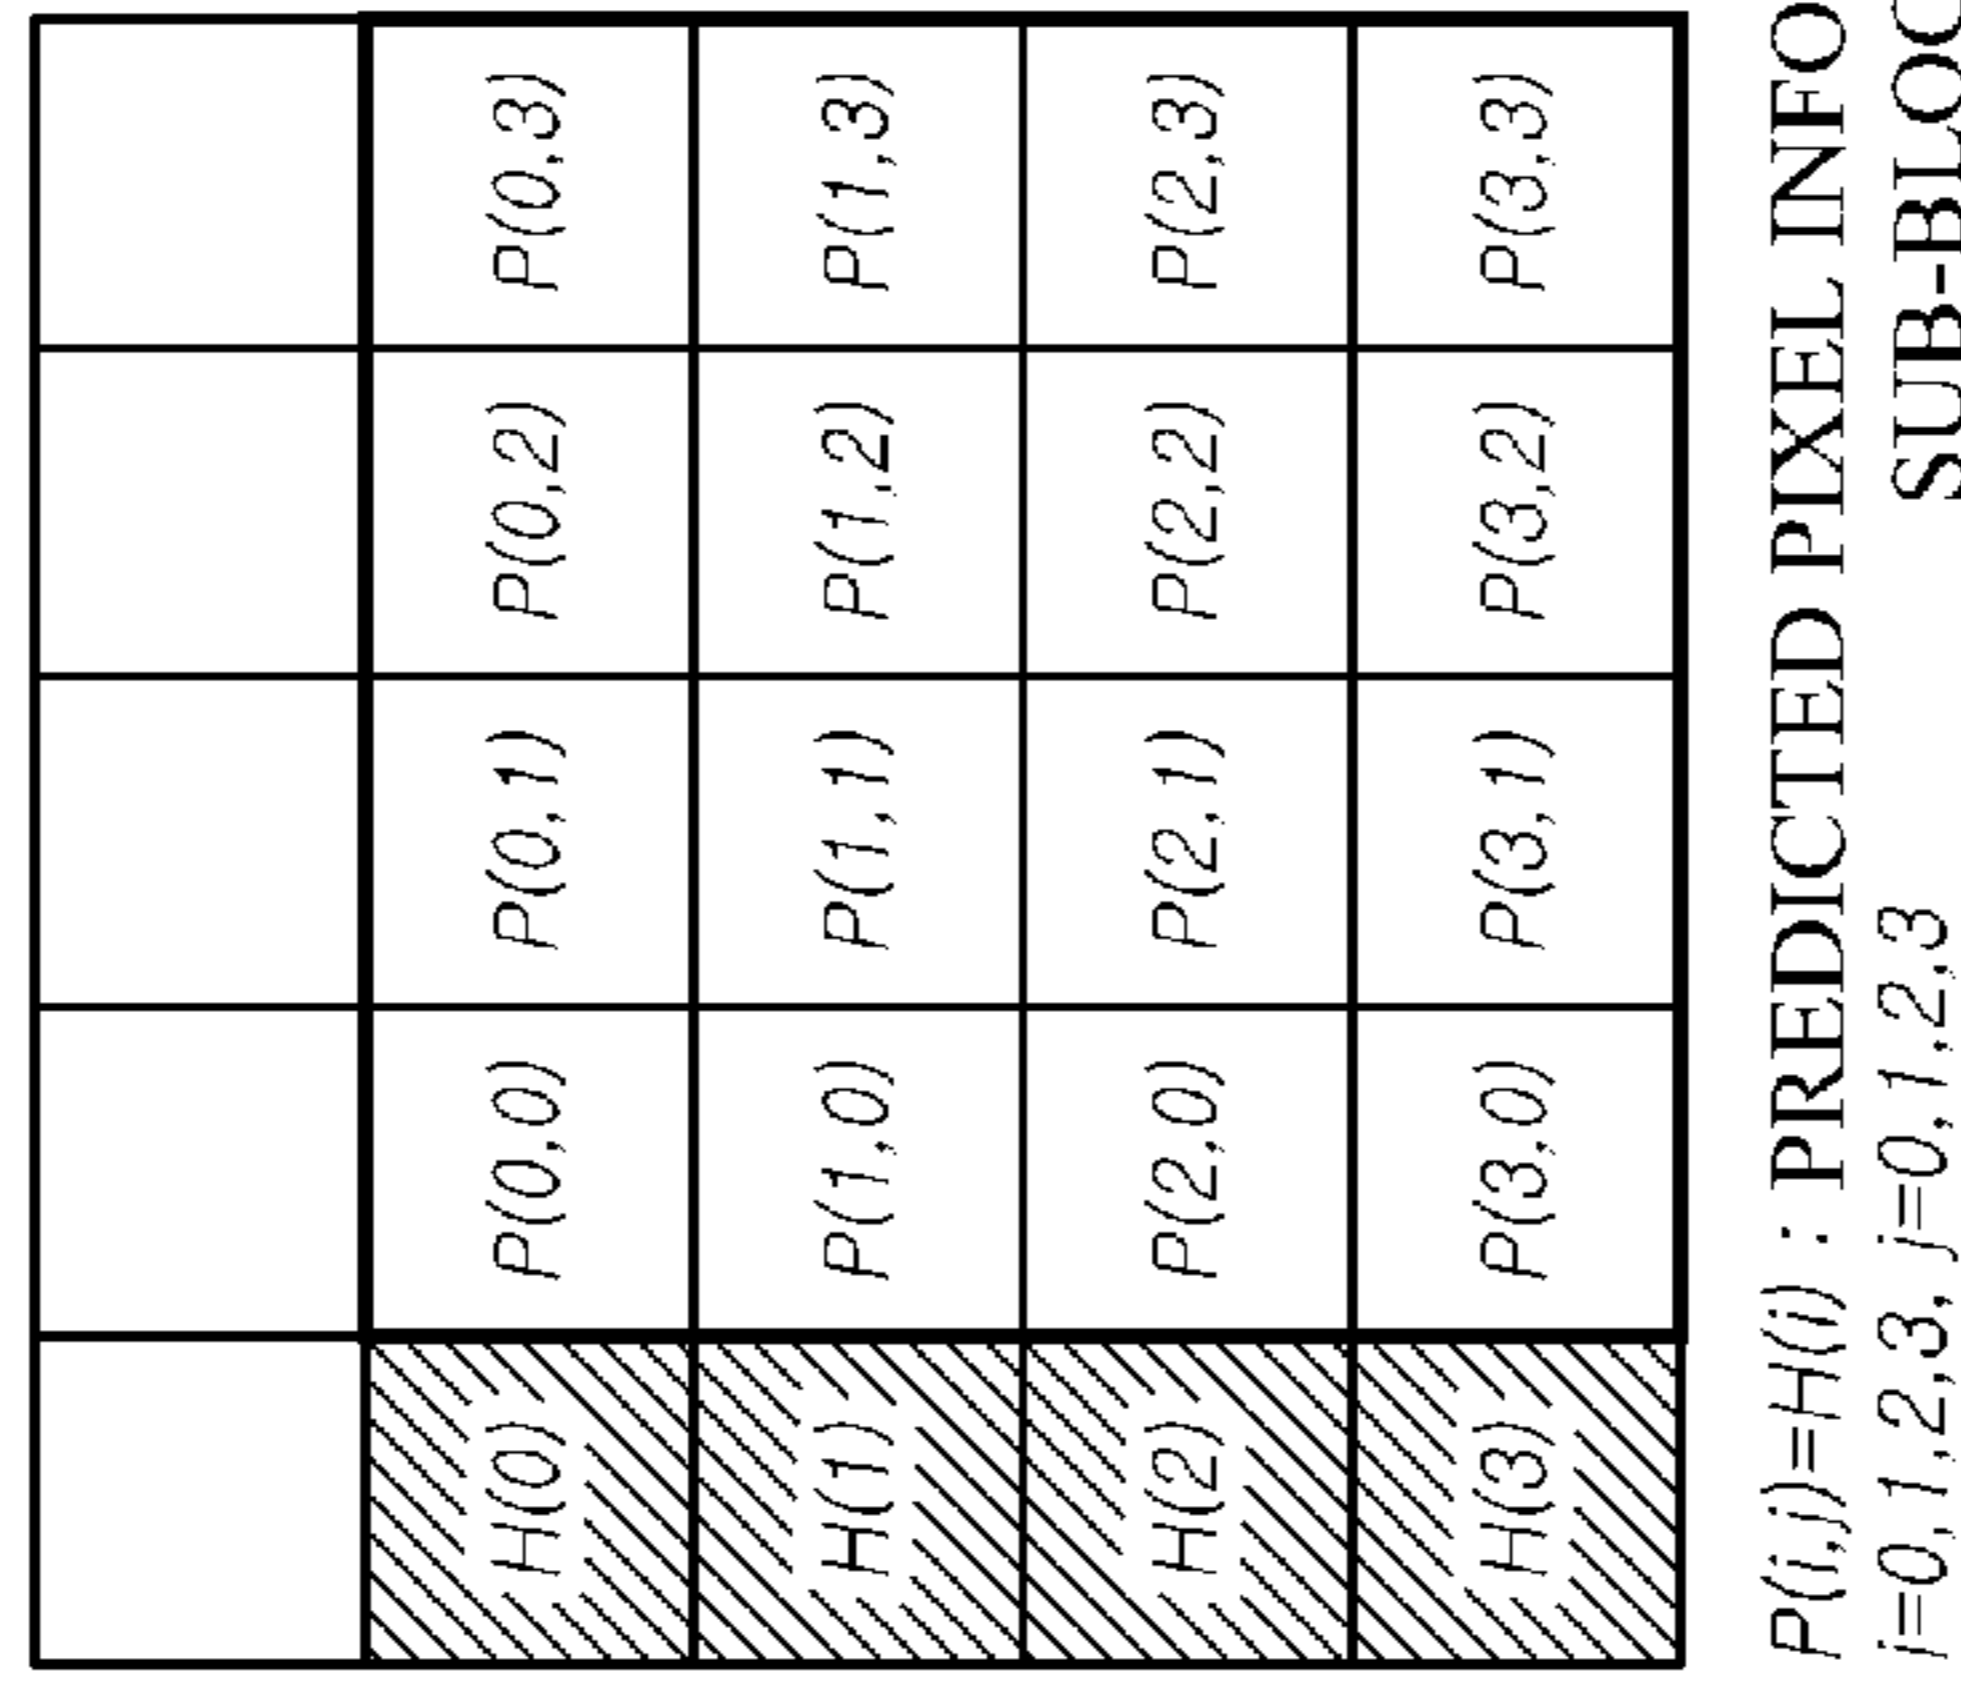 H(0) P(0,0) P(0,1) P(0,2) P(0,3)
H(1) P(1,0) P(1,1) P(1,2) P(1,3)
H(2) P(2,0) P(2,1) P(2,2) P(2,3)
H(3) P(3,0) P(3,1) P(3,2) P(3,3)
P(i,j)=H(i) : PREDICTED PIXEL INFO
i=0,1,2,3, j=0,1,2,3 SUB-BLOC